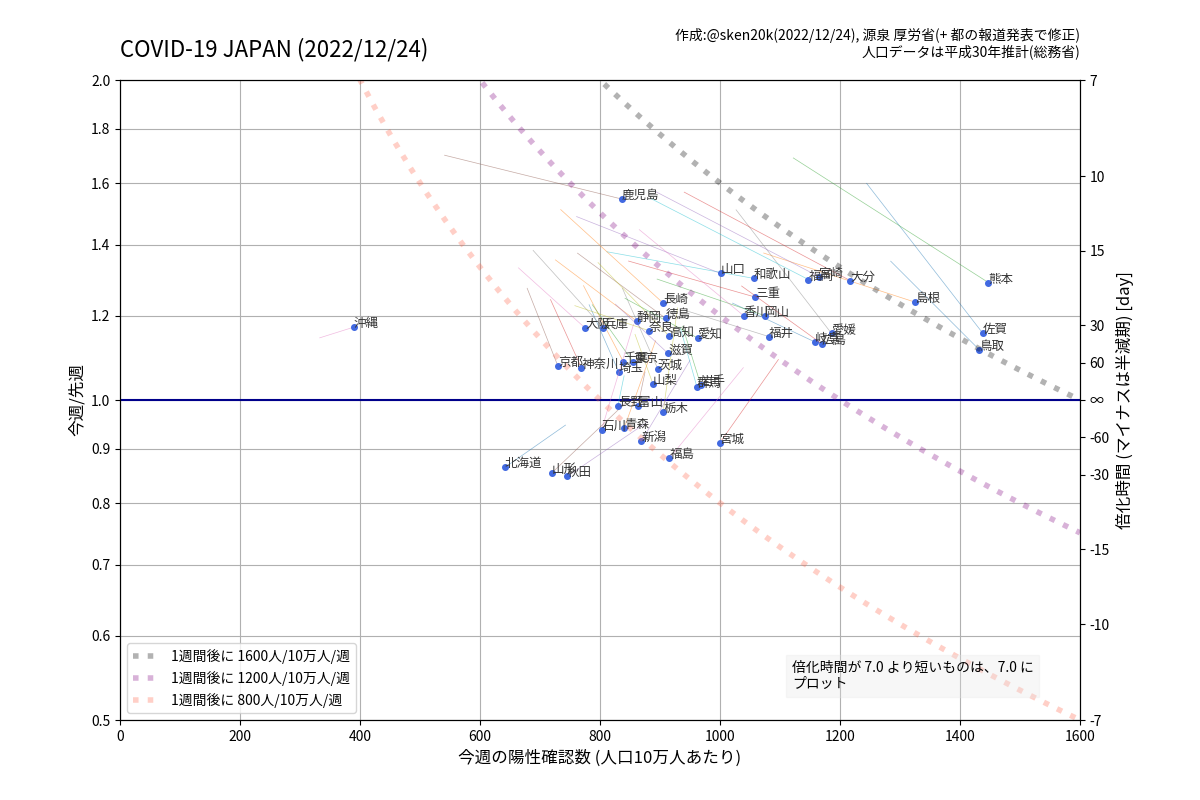 COVID-19 JAPAN (2022/12/24)
作成:@sken20k(2022/12/24), 源泉 厚労省(+ 都の報道発表で修正)
人口データは平成30年推計(総務省)
2.0
1.8
1.6
1.4
1.2
1.0
0.9
0.8
0.7
0.6
0.5
今週/先週
7
10
15
30
60
∞
-60
-30
-15
-10
-7
倍化時間 (マイナスは半減期) [day]
鹿児島
山口
和歌山
福岡
宮崎
大分
熊本
三重
島根
長崎
香川
岡山
沖縄
大阪
兵庫
静岡
徳島
奈良
高知
愛知
福井
愛媛
岐阜
広島
佐賀
鳥取
滋賀
京都
神奈川
千葉
東京
埼玉
茨城
山梨
群馬
岩手
長野
富山
栃木
石川
青森
新潟
宮城
福島
北海道
山形
秋田
1週間後に 1600人/10万人/週
1週間後に 1200人/10万人/週
1週間後に 800人/10万人/週
倍化時間が 7.0 より短いものは、7.0 に
プロット
0
200
400
600
800
1000
1200
1400
1600
今週の陽性確認数 (人口10万人あたり)